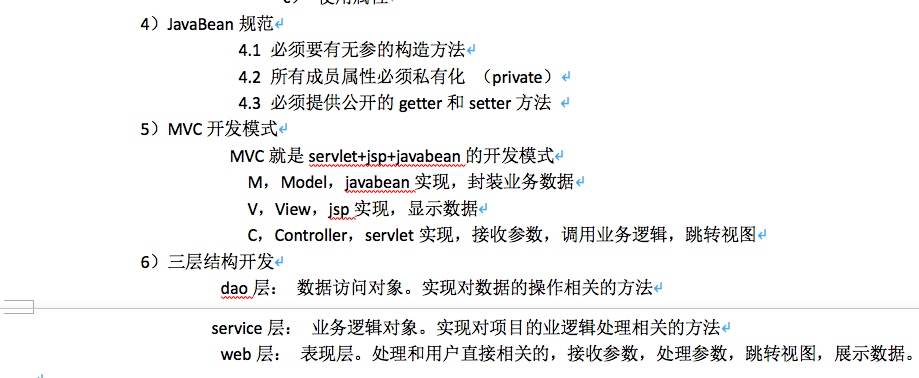 4）JavaBean 规范
4.1 必须要有无参的构造方法
4.2 所有成员属性必须私有化 （private）
4.3 必须提供公开的 getter 和 setter 方法
5）MVC 开发模式
MVC 就是 servlet+jsp+javabean 的开发模式
M，Model，javabean 实现，封装业务数据
V，View，jsp 实现，显示数据
C，Controller，servlet 实现，接收参数，调用业务逻辑，跳转视图
6）三层结构开发
dao 层： 数据访问对象。实现对数据的操作相关的方法
service 层： 业务逻辑对象。实现对项目的业逻辑处理相关的方法
web 层： 表现层。处理和用户直接相关的，接收参数，处理参数，跳转视图，展示数据。